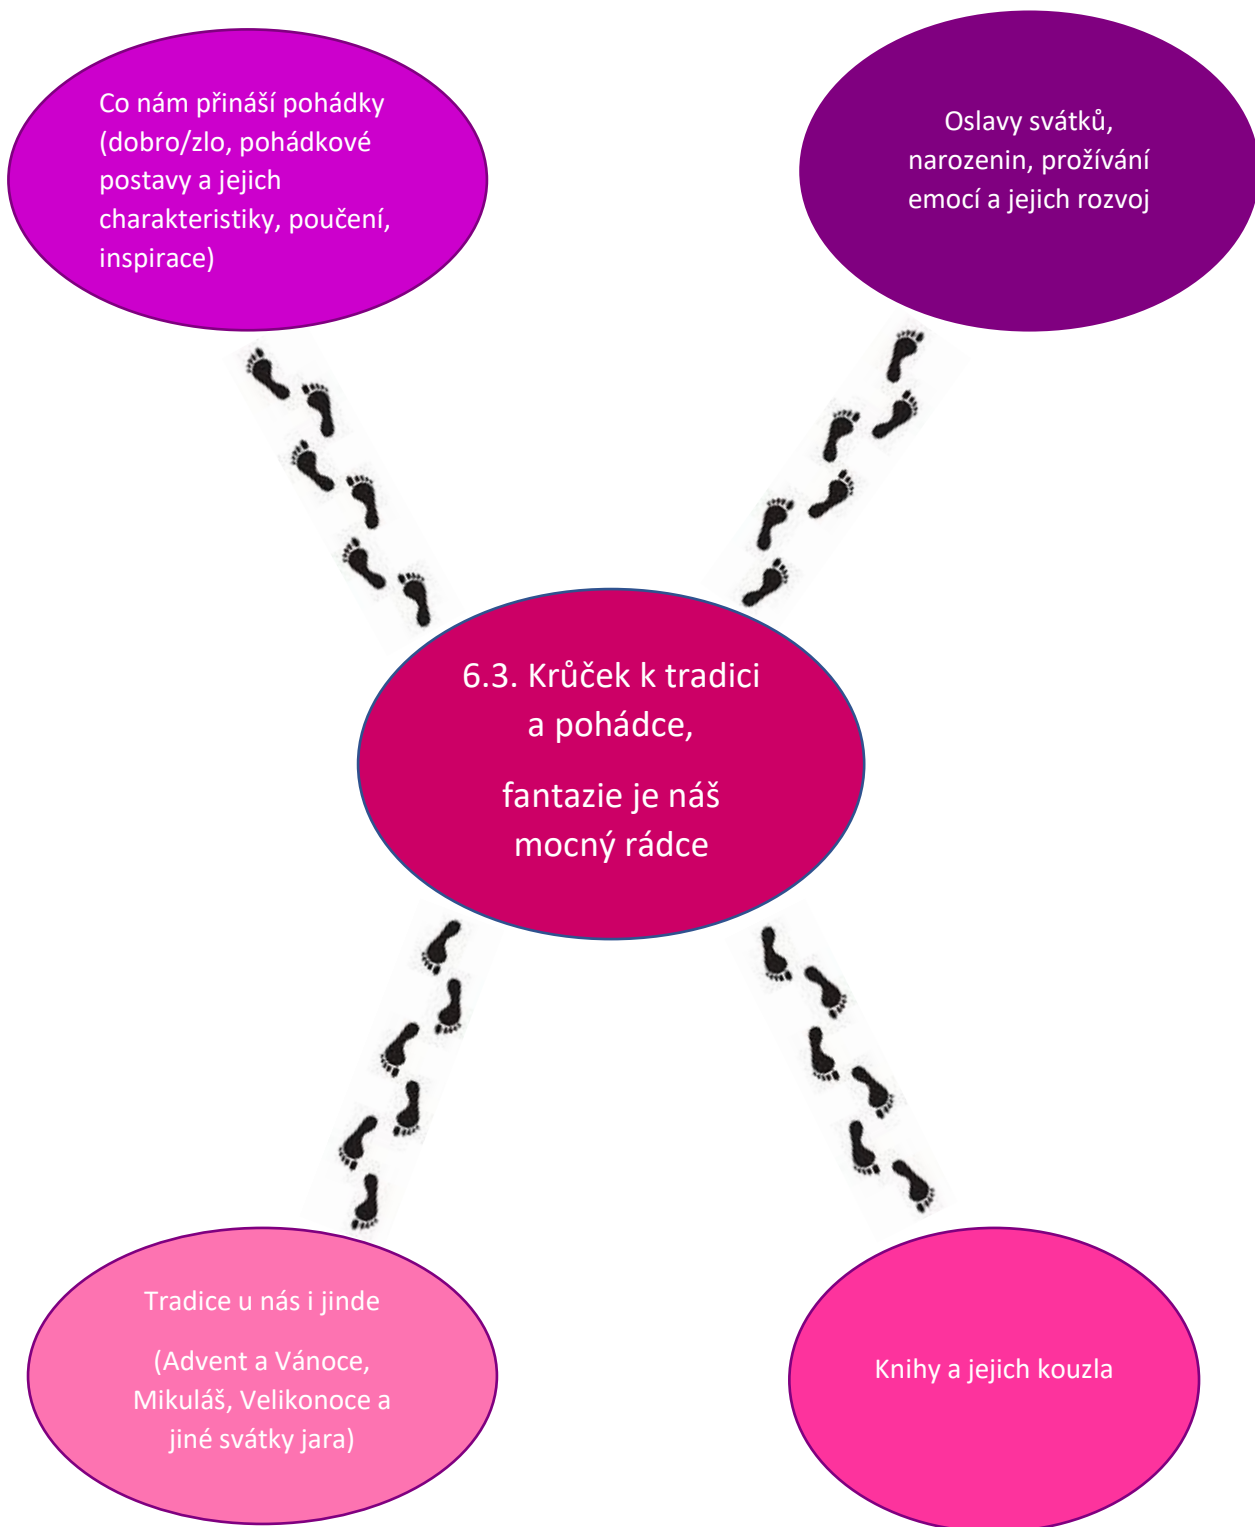 Co nám přináší pohádky
(dobro/zlo, pohádkové
postavy a jejich
charakteristiky, poučení,
inspirace)
Oslavy svátků,
narozenin, prožívání
emocí a jejich rozvoj
6.3. Krůček k tradici
a pohádce,
fantazie je náš
mocný rádce
Tradice u nás i jinde
(Advent a Vánoce,
Mikuláš, Velikonoce a
jiné svátky jara)
Knihy a jejich kouzla